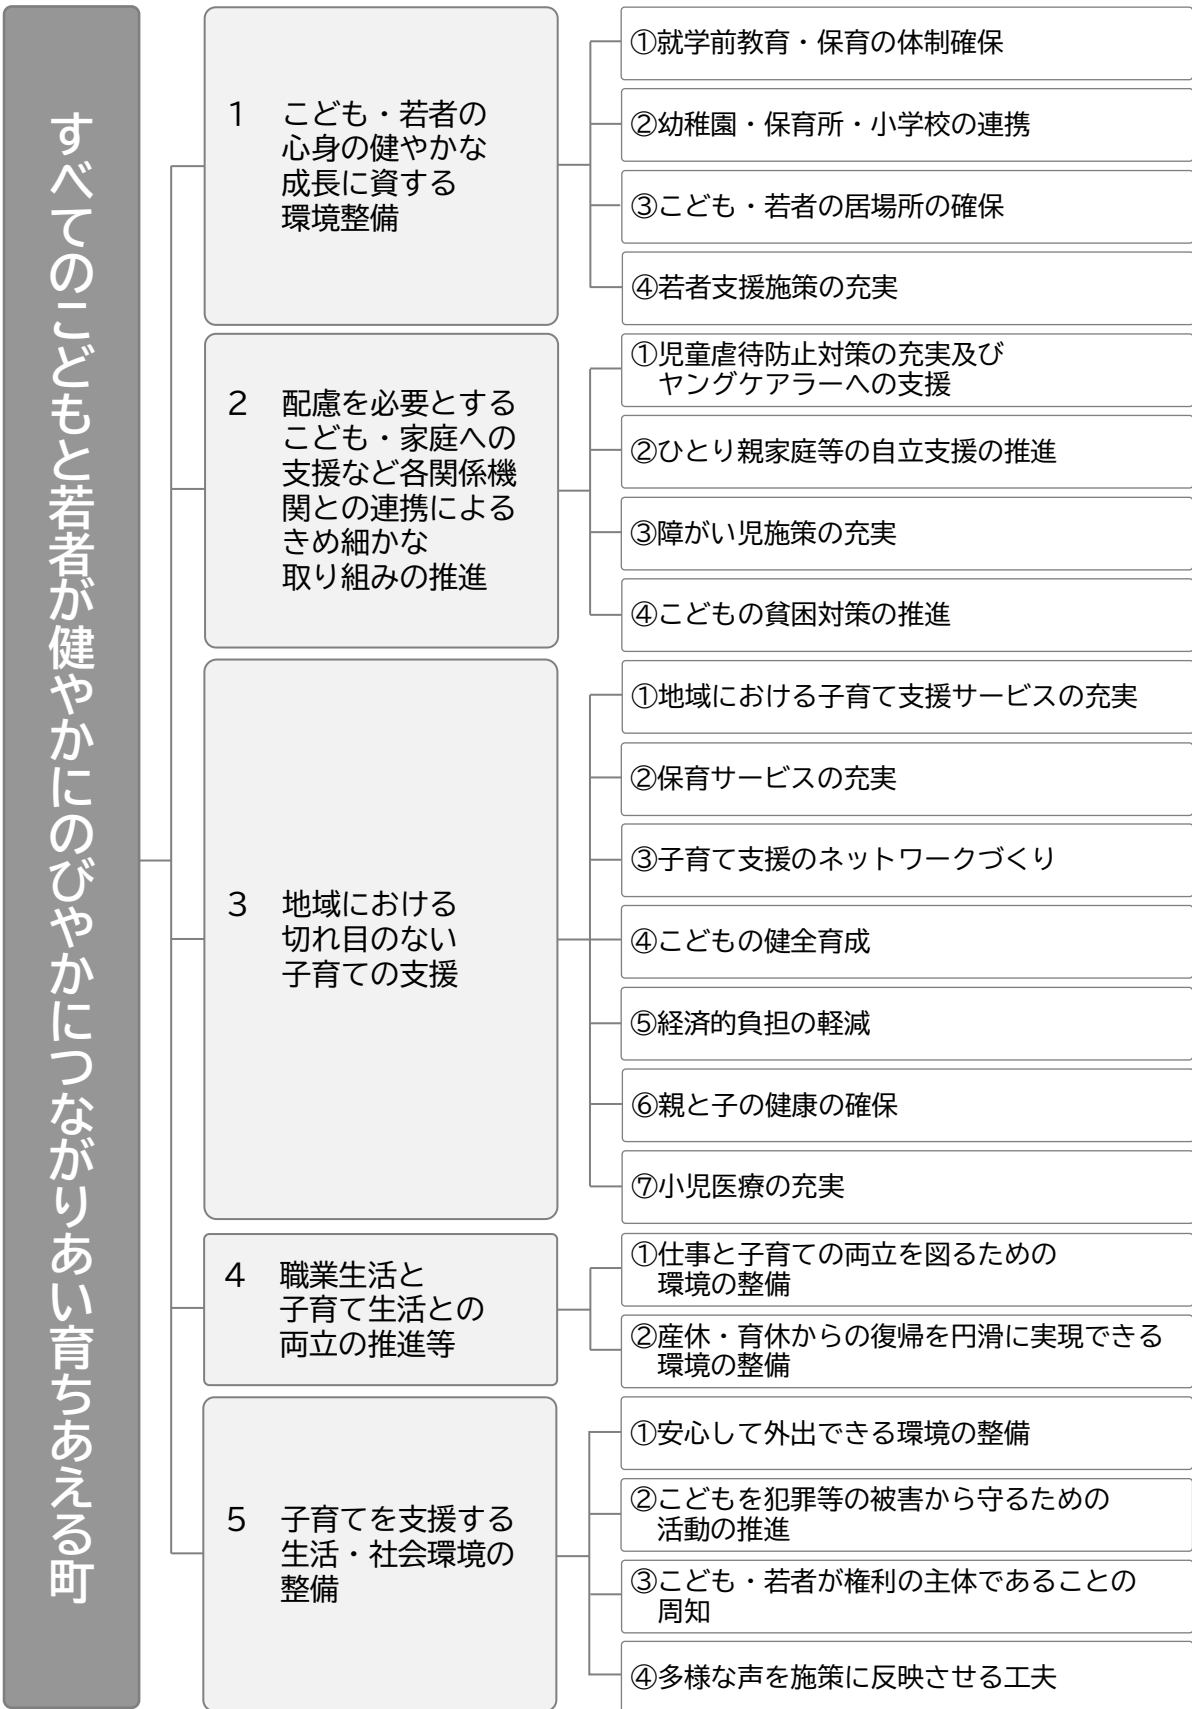 すべてのこどもと若者が健やかにのびやかにつながりあい育ちあえる町
1 こども・若者の
心身の健やかな
成長に資する
環境整備
①就学前教育・保育の体制確保
②幼稚園・保育所・小学校の連携
③こども・若者の居場所の確保
④若者支援施策の充実
2 配慮を必要とする
こども・家庭への
支援など各関係機
関との連携による
きめ細かな
取り組みの推進
①児童虐待防止対策の充実及び
ヤングケアラーへの支援
②ひとり親家庭等の自立支援の推進
③障がい児施策の充実
④こどもの貧困対策の推進
3 地域における
切れ目のない
子育ての支援
①地域における子育て支援サービスの充実
②保育サービスの充実
③子育て支援のネットワークづくり
④こどもの健全育成
⑤経済的負担の軽減
⑥親と子の健康の確保
⑦小児医療の充実
4 職業生活と
子育て生活との
両立の推進等
①仕事と子育ての両立を図るための
環境の整備
②産休・育休からの復帰を円滑に実現できる
環境の整備
5 子育てを支援する
生活・社会環境の
整備
①安心して外出できる環境の整備
②こどもを犯罪等の被害から守るための
活動の推進
③こども・若者が権利の主体であることの
周知
④多様な声を施策に反映させる工夫